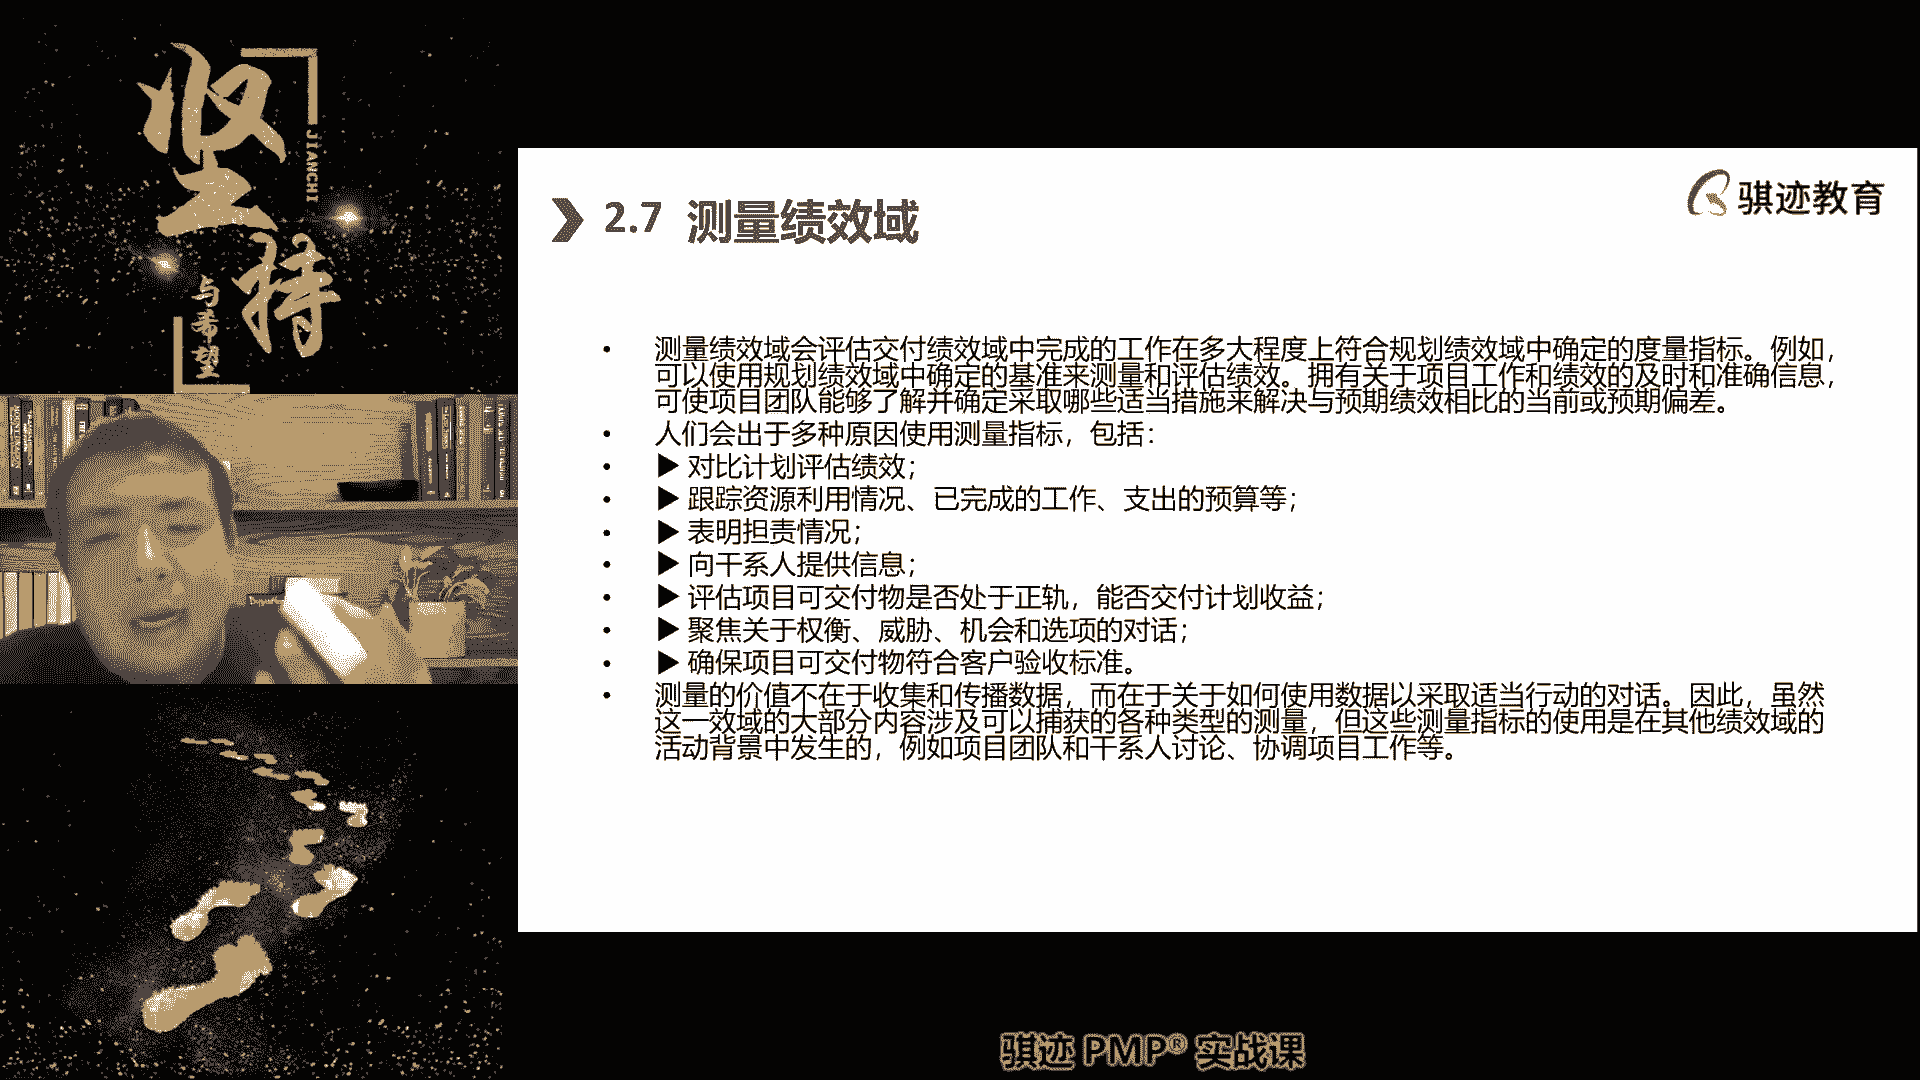 坚持
JIANCHI
与希望
骐迹教育
2.7 测量绩效域
• 测量绩效域会评估交付绩效域中完成的工作在多大程度上符合规划绩效域中确定的度量指标。例如，
可以使用规划绩效域中确定的基准来测量和评估绩效。拥有关于项目工作和绩效的及时和准确信息，
可使项目团队能够了解并确定采取哪些适当措施来解决与预期绩效相比的当前或预期偏差。
• 人们会出于多种原因使用测量指标，包括：
• ▶ 对比计划评估绩效；
• ▶ 跟踪资源利用情况、已完成的工作、支出的预算等；
• ▶ 表明担责情况；
• ▶ 向干系人提供信息；
• ▶ 评估项目可交付物是否处于正轨，能否交付计划收益；
• ▶ 聚焦关于权衡、威胁、机会和选项的对话；
• ▶ 确保项目可交付物符合客户验收标准。
• 测量的价值不在于收集和传播数据，而在于关于如何使用数据以采取适当行动的对话。因此，虽然
这一效域的大部分内容涉及可以捕获的各种类型的测量，但这些测量指标的使用是在其他绩效域的
活动背景中发生的，例如项目团队和干系人讨论、协调项目工作等。
骐迹 PMP® 实战课